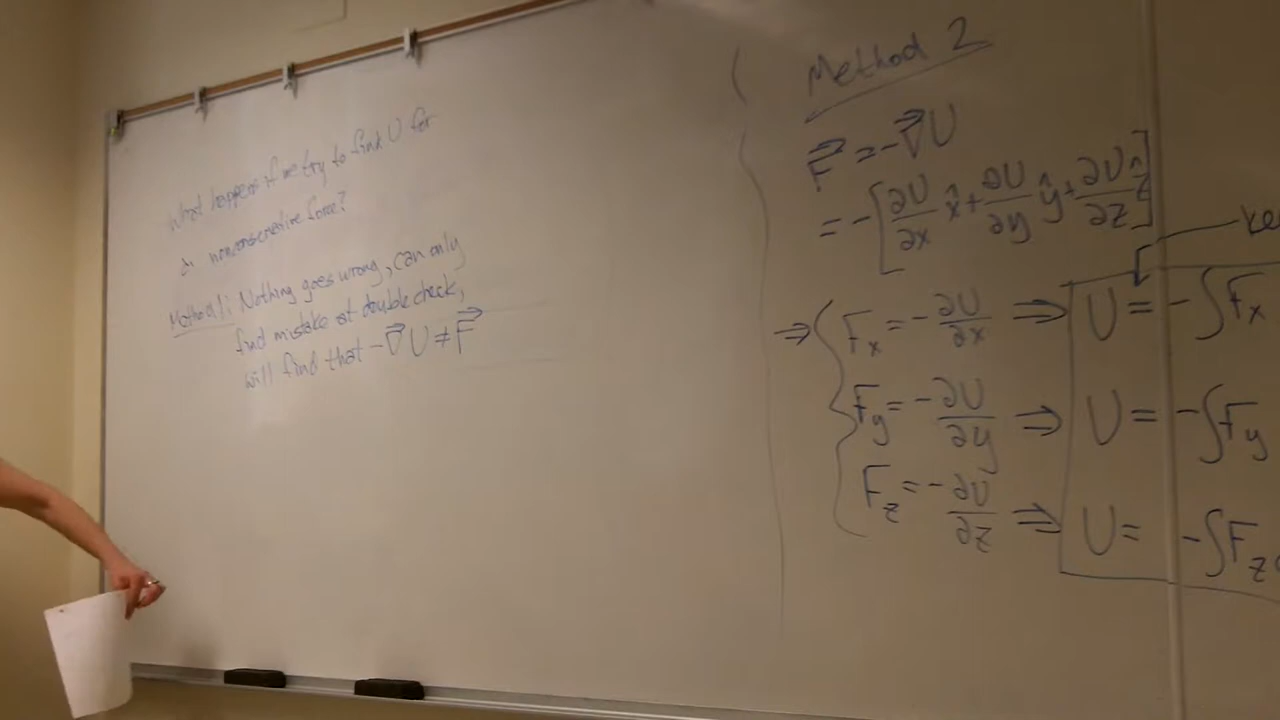 What happens if we try to find U for
a nonconservative force?
Method 1: Nothing goes wrong, can only
find mistake at double check,
will find that -∇⃗U ≠ F⃗
Method 2
F⃗ = -∇⃗U
= -[∂U/∂x x̂ + ∂U/∂y ŷ + ∂U/∂z ẑ]
⇒ { Fx = -∂U/∂x ⇒ U = -∫Fx
Fy = -∂U/∂y ⇒ U = -∫Fy
Fz = -∂U/∂z ⇒ U = -∫Fz